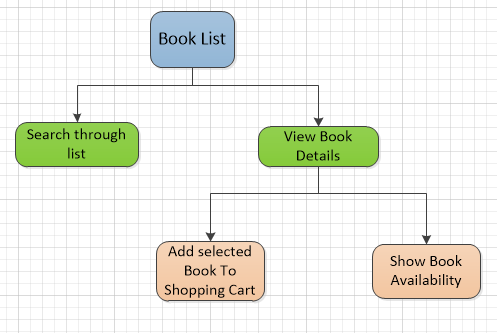 Book List
Search through
list
View Book
Details
Add selected
Book To
Shopping Cart
Show Book
Availability